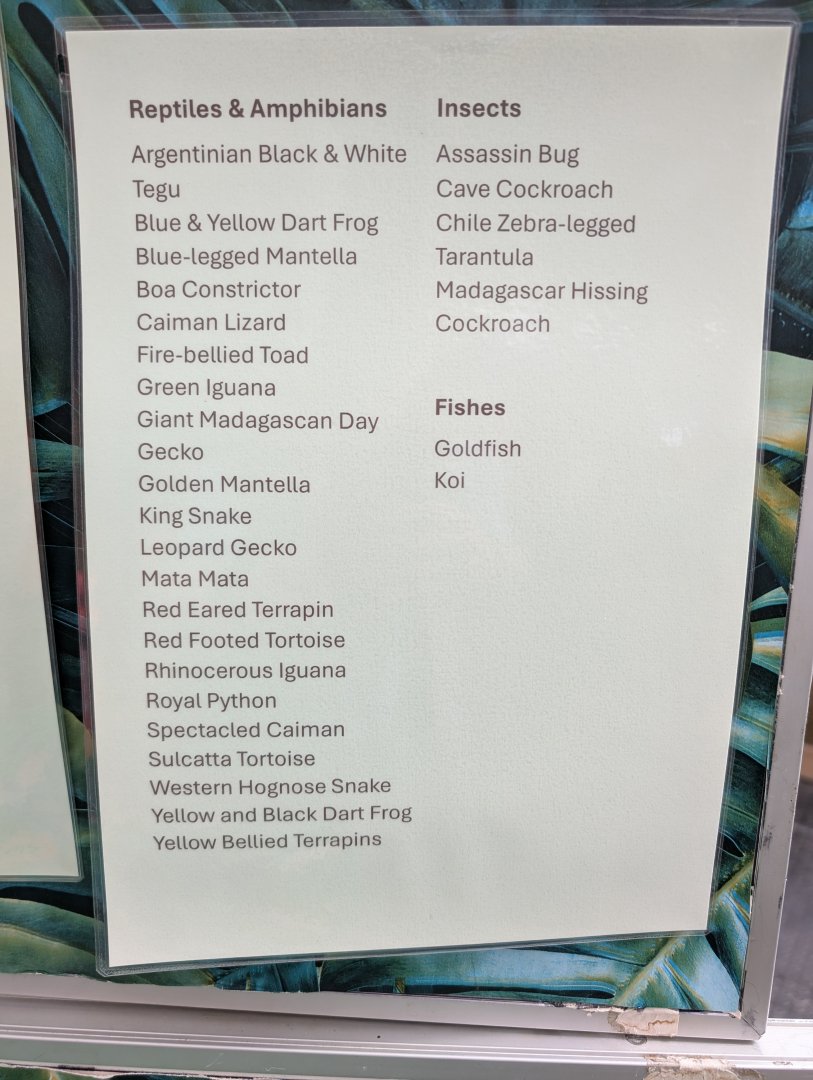 Reptiles & Amphibians
Argentinian Black & White
Tegu
Blue & Yellow Dart Frog
Blue-legged Mantella
Boa Constrictor
Caiman Lizard
Fire-bellied Toad
Green Iguana
Giant Madagascan Day
Gecko
Golden Mantella
King Snake
Leopard Gecko
Mata Mata
Red Eared Terrapin
Red Footed Tortoise
Rhinocerous Iguana
Royal Python
Spectacled Caiman
Sulcatta Tortoise
Western Hognose Snake
Yellow and Black Dart Frog
Yellow Bellied Terrapins
Insects
Assassin Bug
Cave Cockroach
Chile Zebra-legged
Tarantula
Madagascar Hissing
Cockroach
Fishes
Goldfish
Koi